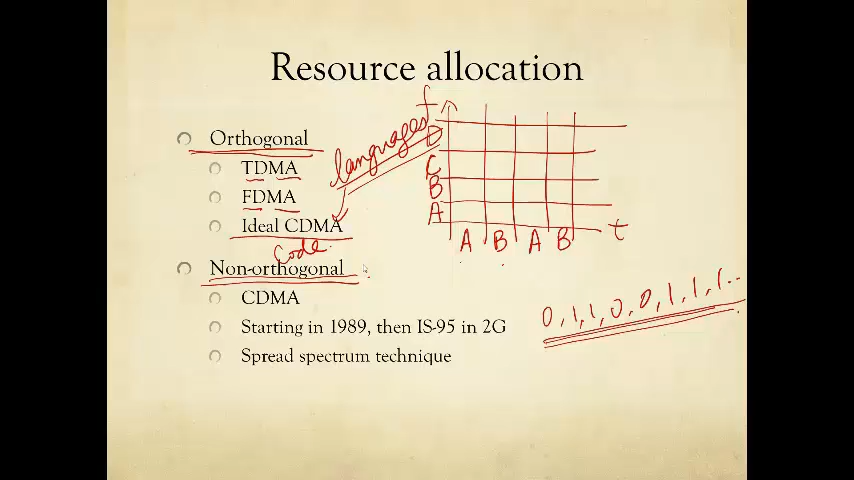 Resource allocation
f
Orthogonal
languages
D
TDMA
C
FDMA
B
A
Ideal CDMA
A B A B t
Code
Non-orthogonal
CDMA
0, 1, 1, 0, 0, 1, 1, 1, ...
Starting in 1989, then IS-95 in 2G
Spread spectrum technique